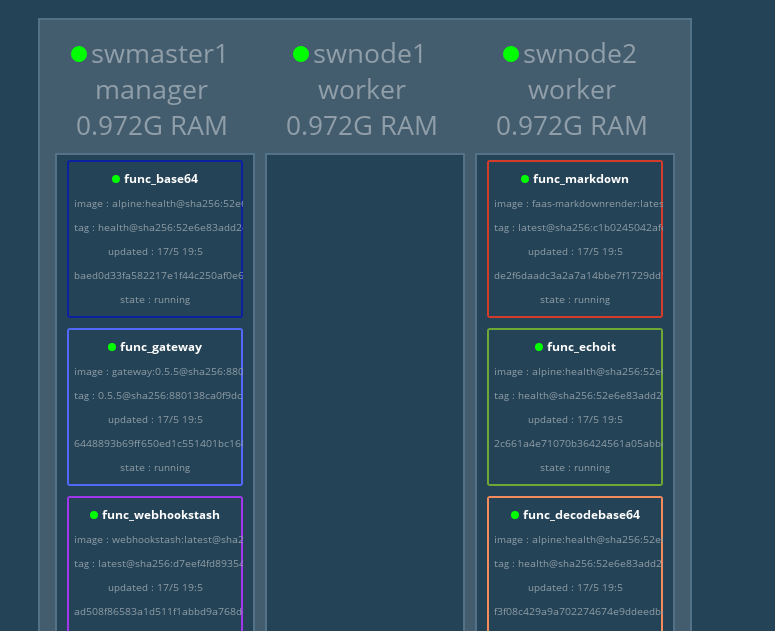 swmaster1
manager
0.972G RAM
func_base64
image : alpine:health@sha256:52e6
tag : health@sha256:52e6e83add2
updated : 17/5 19:5
baed0d33fa582217e1f44c250af0e6
state : running
func_gateway
image : gateway:0.5.5@sha256:880
tag : 0.5.5@sha256:880138ca0f9dc
updated : 17/5 19:5
6448893b69ff650ed1c551401bc16
state : running
func_webhookstash
image : webhookstash:latest@sha2
tag : latest@sha256:d7eef4fd89354
updated : 17/5 19:5
ad508f86583a1d511f1abbd9a768d
swnode1
worker
0.972G RAM
swnode2
worker
0.972G RAM
func_markdown
image : faas-markdownrender:lates
tag : latest@sha256:c1b0245042af
updated : 17/5 19:5
de2f6daadc3a2a7a14bbe7f1729dd
state : running
func_echoit
image : alpine:health@sha256:52e
tag : health@sha256:52e6e83add2
updated : 17/5 19:5
2c661a4e71070b36424561a05abb
state : running
func_decodebase64
image : alpine:health@sha256:52e
tag : health@sha256:52e6e83add2
updated : 17/5 19:5
f3f08c429a9a702274674e9ddeedb